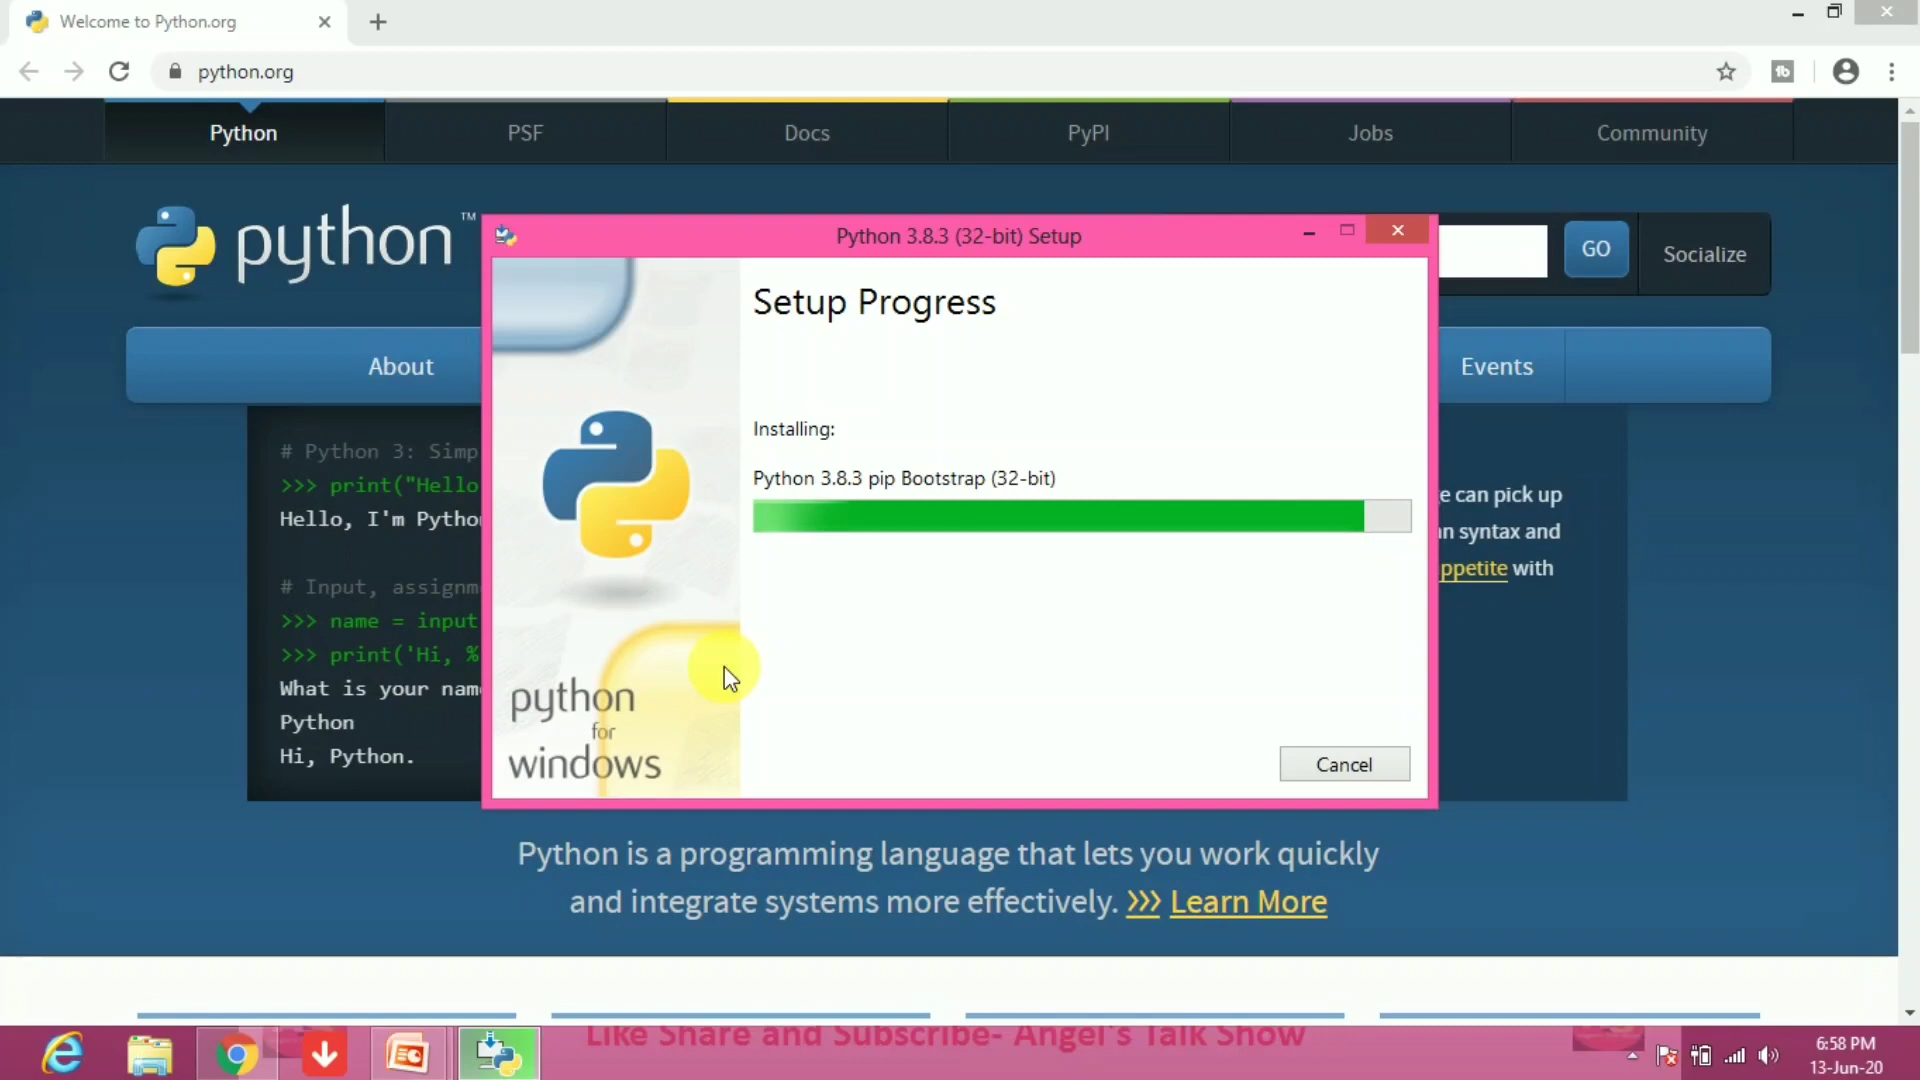 Welcome to Python.org
python.org
Python
PSF
Docs
PyPI
Jobs
Community
python™
GO
Socialize
About
Events
# Python 3: Simp
>>> print("Hello
Hello, I'm Pytho
# Input, assignm
>>> name = input
>>> print('Hi, %
What is your nam
Python
Hi, Python.
Python 3.8.3 (32-bit) Setup
Setup Progress
Installing:
Python 3.8.3 pip Bootstrap (32-bit)
python
for
windows
Cancel
e can pick up
n syntax and
ppetite with
Python is a programming language that lets you work quickly
and integrate systems more effectively. >>> Learn More
Like Share and Subscribe- Angel's Talk Show
6:58 PM
13-Jun-20